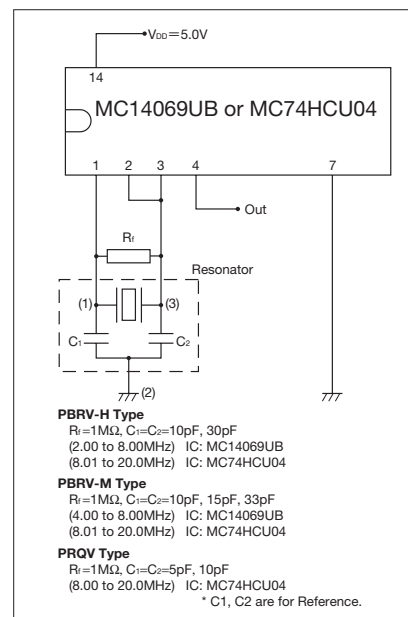 VDD=5.0V
14
MC14069UB or MC74HCU04
1 2 3 4 7
Out
Rf
Resonator
(1) (3)
C1 C2
(2)
PBRV-H Type
Rf=1MΩ, C1=C2=10pF, 30pF
(2.00 to 8.00MHz) IC: MC14069UB
(8.01 to 20.0MHz) IC: MC74HCU04
PBRV-M Type
Rf=1MΩ, C1=C2=10pF, 15pF, 33pF
(4.00 to 8.00MHz) IC: MC14069UB
(8.01 to 20.0MHz) IC: MC74HCU04
PRQV Type
Rf=1MΩ, C1=C2=5pF, 10pF
(8.00 to 20.0MHz) IC: MC74HCU04
* C1, C2 are for Reference.